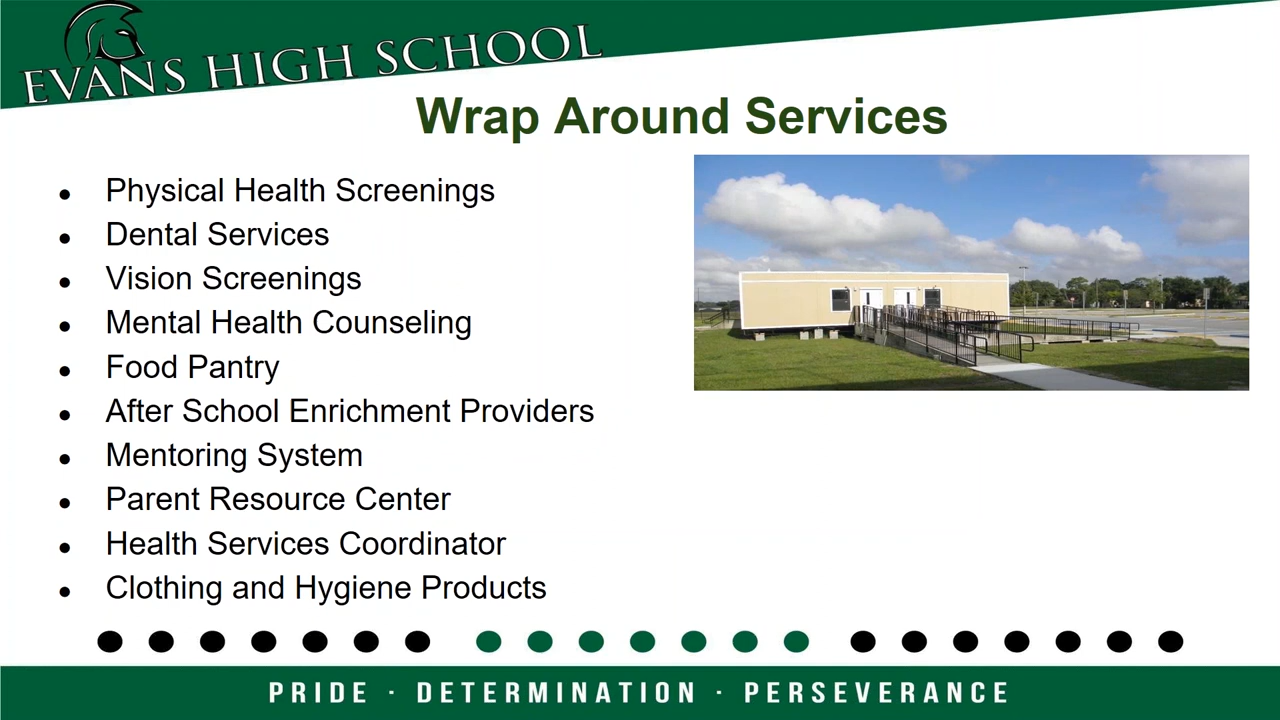 EVANS HIGH SCHOOL
Wrap Around Services
● Physical Health Screenings
● Dental Services
● Vision Screenings
● Mental Health Counseling
● Food Pantry
● After School Enrichment Providers
● Mentoring System
● Parent Resource Center
● Health Services Coordinator
● Clothing and Hygiene Products
PRIDE · DETERMINATION · PERSEVERANCE